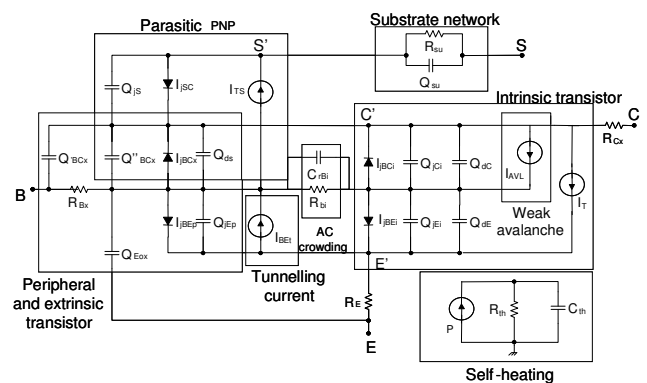 Parasitic PNP
Substrate network
S'
S
Rsu
Qsu
QjS
IjSC
ITS
Intrinsic transistor
C'
C
RCx
Q'BCx
Q''BCx
IjBCx
Qds
CrBi
IjBCi
QjCi
QdC
IAVL
IT
B
RBx
Rbi
IjBEp
QjEp
IBEt
AC
crowding
IjBEi
QjEi
QdE
Weak
avalanche
QEox
E'
Tunnelling
current
Peripheral
and extrinsic
transistor
RE
E
P
Rth
Cth
Self-heating